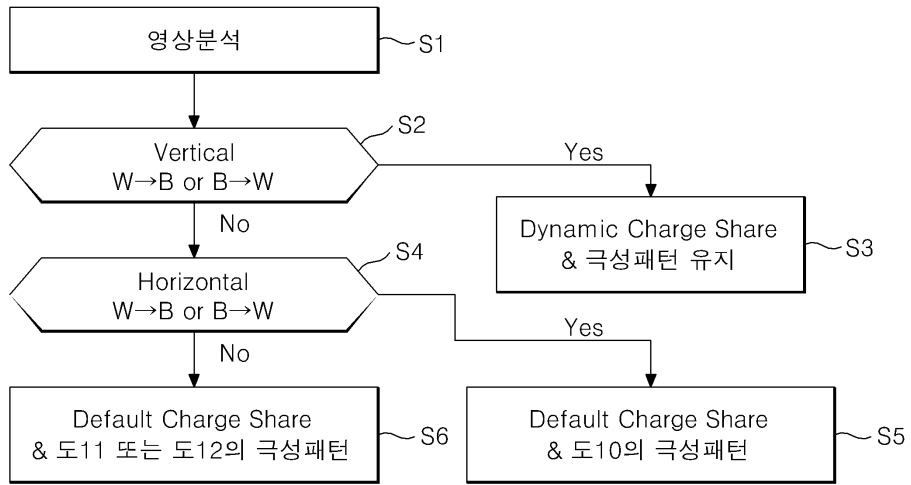 영상분석
S1
S2
Vertical
W→B or B→W
Yes
No
Dynamic Charge Share
& 극성패턴 유지
S3
S4
Horizontal
W→B or B→W
Yes
No
Default Charge Share
& 도11 또는 도12의 극성패턴
S6
Default Charge Share
& 도10의 극성패턴
S5